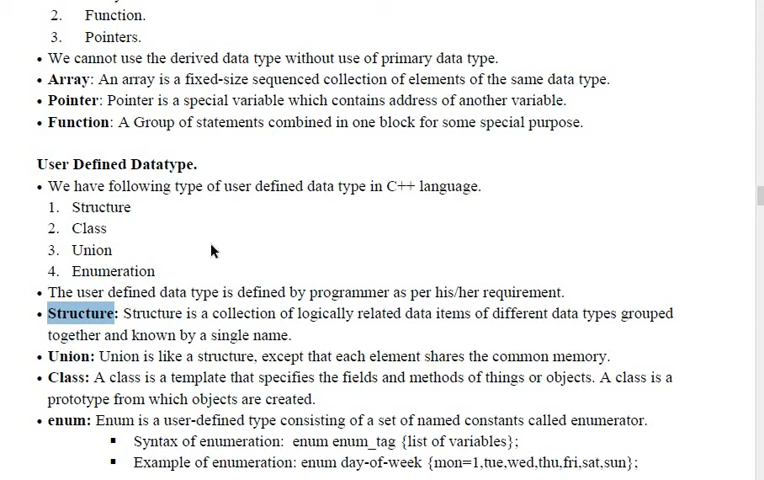 2. Function.
3. Pointers.
• We cannot use the derived data type without use of primary data type.
• Array: An array is a fixed-size sequenced collection of elements of the same data type.
• Pointer: Pointer is a special variable which contains address of another variable.
• Function: A Group of statements combined in one block for some special purpose.
User Defined Datatype.
• We have following type of user defined data type in C++ language.
1. Structure
2. Class
3. Union
4. Enumeration
• The user defined data type is defined by programmer as per his/her requirement.
• Structure: Structure is a collection of logically related data items of different data types grouped
together and known by a single name.
• Union: Union is like a structure, except that each element shares the common memory.
• Class: A class is a template that specifies the fields and methods of things or objects. A class is a
prototype from which objects are created.
• enum: Enum is a user-defined type consisting of a set of named constants called enumerator.
▪ Syntax of enumeration: enum enum_tag {list of variables};
▪ Example of enumeration: enum day-of-week {mon=1,tue,wed,thu,fri,sat,sun};